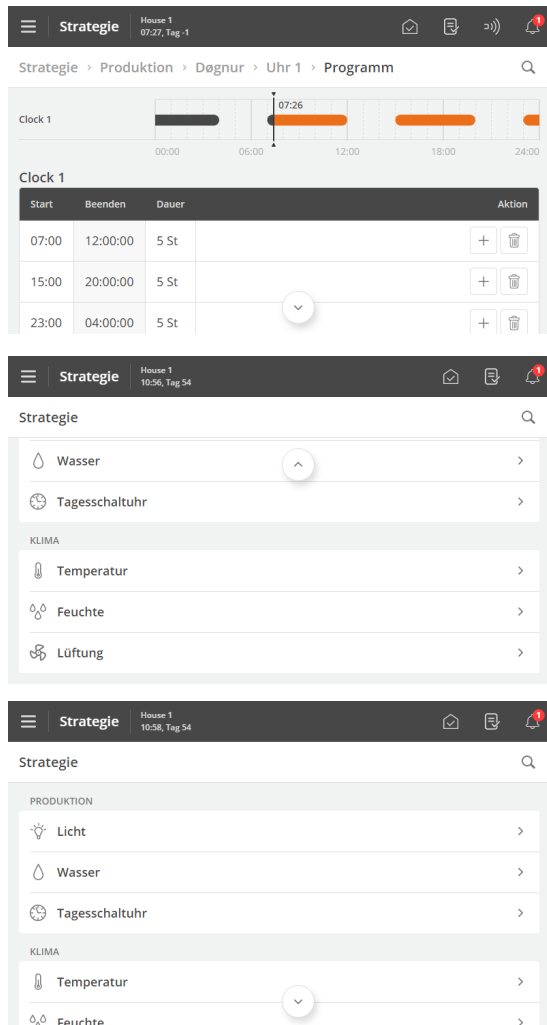 Strategie
House 1
07:27, Tag -1
1
Strategie > Produktion > Døgnur > Uhr 1 > Programm
07:26
Clock 1
00:00 06:00 12:00 18:00 24:00
Clock 1
Start Beenden Dauer Aktion
07:00 12:00:00 5 St
15:00 20:00:00 5 St
23:00 04:00:00 5 St
Strategie
House 1
10:56, Tag 54
1
Strategie
Wasser
Tagesschaltuhr
KLIMA
Temperatur
Feuchte
Lüftung
Strategie
House 1
10:58, Tag 54
1
Strategie
PRODUKTION
Licht
Wasser
Tagesschaltuhr
KLIMA
Temperatur
Feuchte